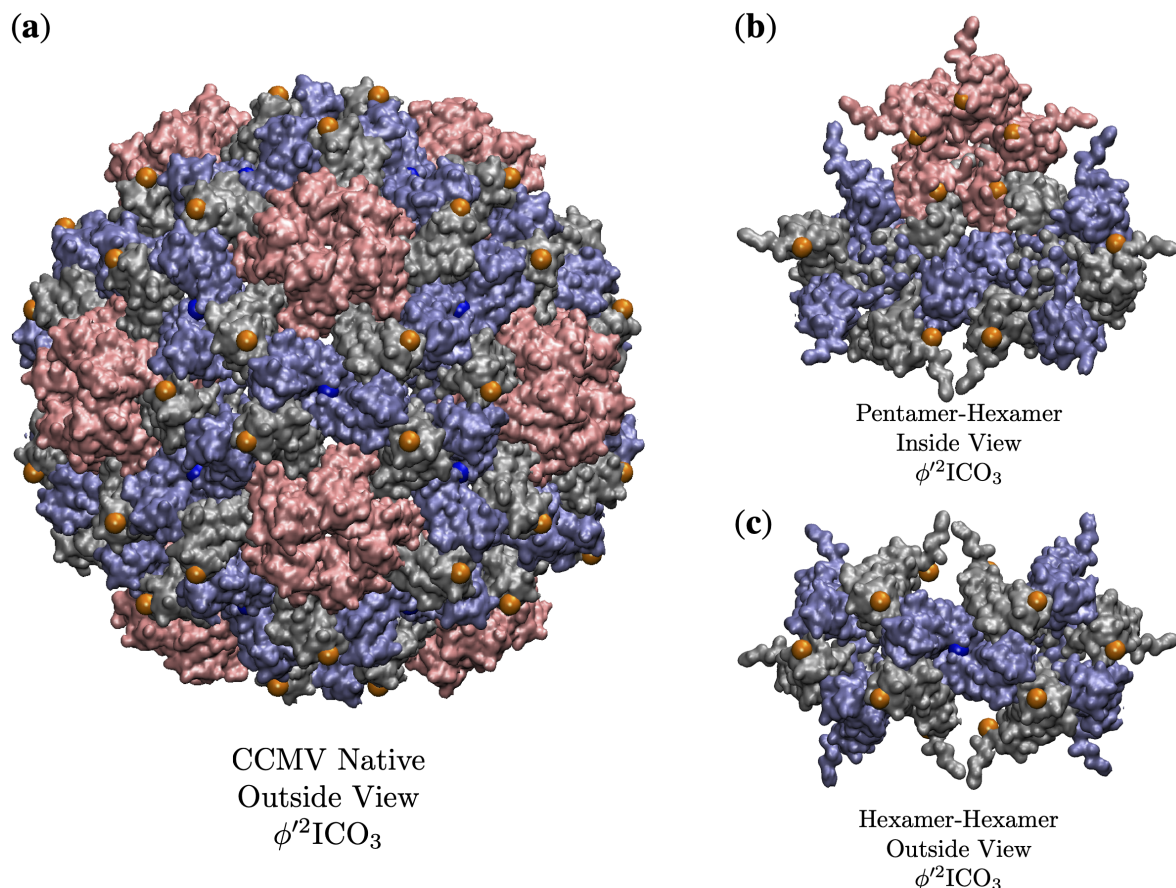 (a)
CCMV Native
Outside View
ϕ′²ICO₃
(b)
Pentamer-Hexamer
Inside View
ϕ′²ICO₃
(c)
Hexamer-Hexamer
Outside View
ϕ′²ICO₃